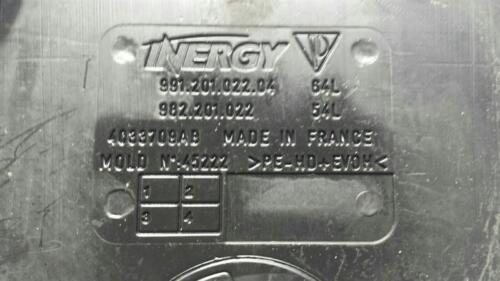 INERGY
991.201.022.04 64L
982.201.022 54L
4033709AB MADE IN FRANCE
MOLD N°:45222 >PE-HD+EVOH<
1 2
3 4